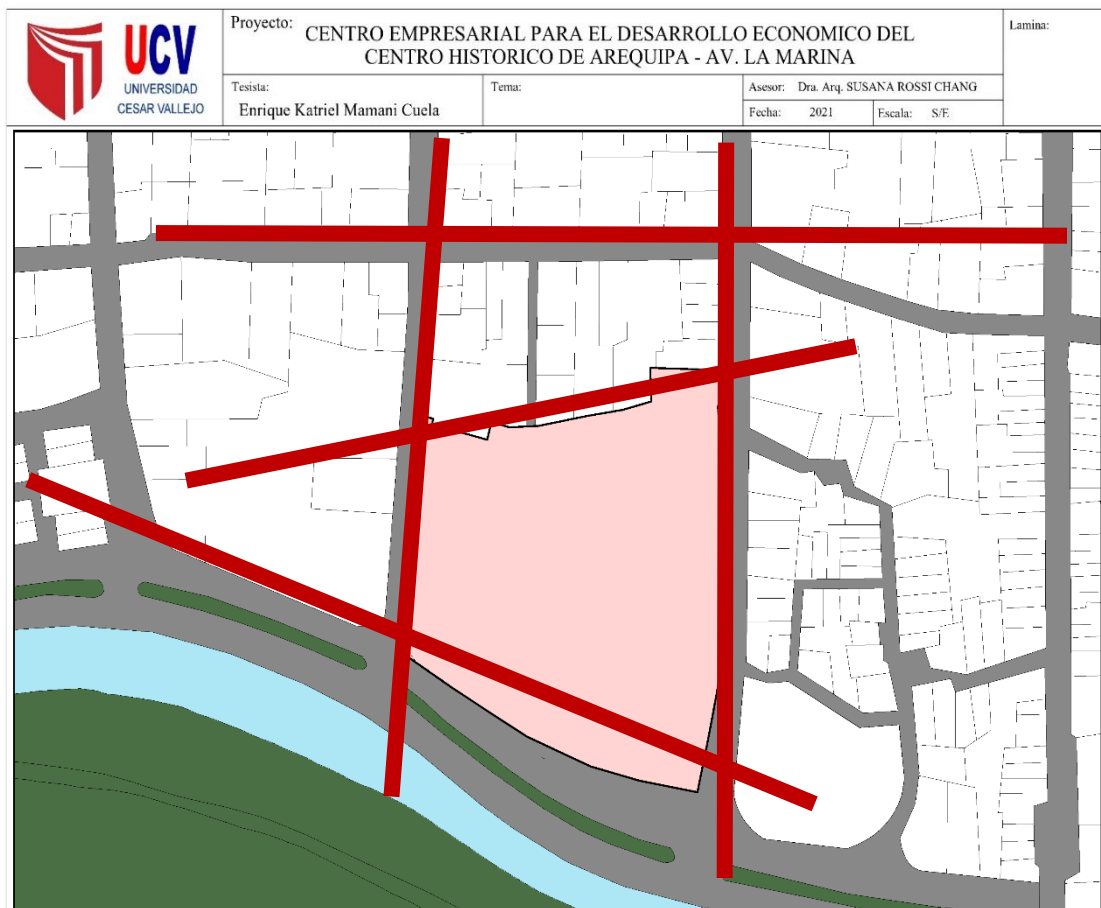 UCV
UNIVERSIDAD
CESAR VALLEJO
Proyecto:
CENTRO EMPRESARIAL PARA EL DESARROLLO ECONOMICO DEL
CENTRO HISTORICO DE AREQUIPA - AV. LA MARINA
Lamina:
Tesista:
Enrique Katriel Mamani Cuela
Tema:
Asesor: Dra. Arq. SUSANA ROSSI CHANG
Fecha: 2021 Escala: S/E